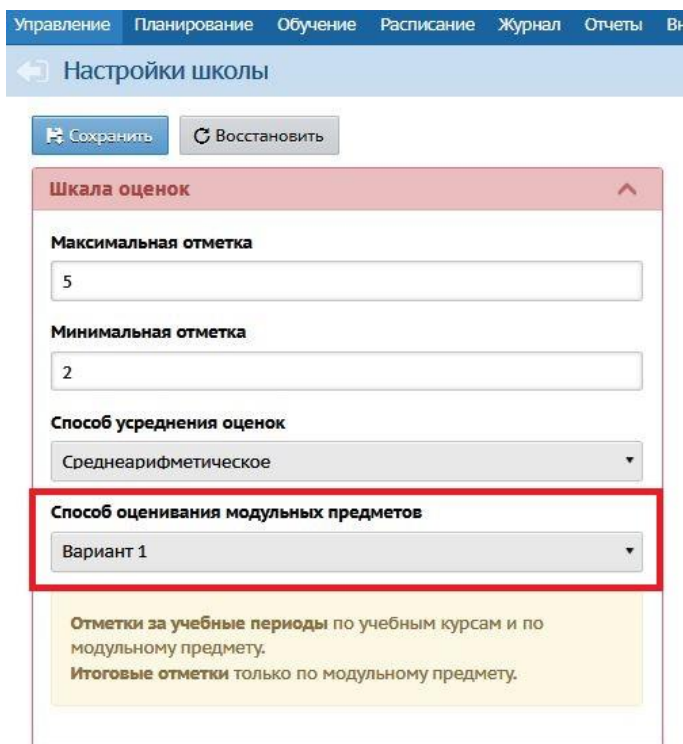 Управление Планирование Обучение Расписание Журнал Отчеты Вн
Настройки школы
Сохранить Восстановить
Шкала оценок
Максимальная отметка
5
Минимальная отметка
2
Способ усреднения оценок
Среднеарифметическое
Способ оценивания модульных предметов
Вариант 1
Отметки за учебные периоды по учебным курсам и по
модульному предмету.
Итоговые отметки только по модульному предмету.